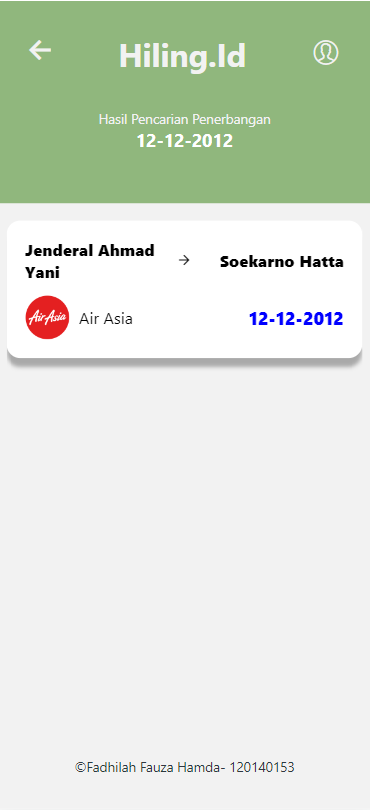 Hiling.Id
Hasil Pencarian Penerbangan
12-12-2012
Jenderal Ahmad
Yani
Soekarno Hatta
AirAsia
Air Asia
12-12-2012
©Fadhilah Fauza Hamda- 120140153